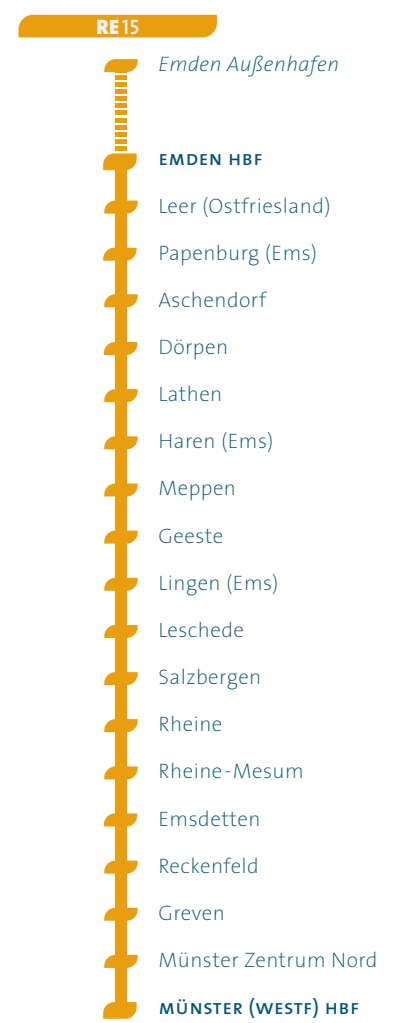 RE15
Emden Außenhafen
EMDEN HBF
Leer (Ostfriesland)
Papenburg (Ems)
Aschendorf
Dörpen
Lathen
Haren (Ems)
Meppen
Geeste
Lingen (Ems)
Leschede
Salzbergen
Rheine
Rheine-Mesum
Emsdetten
Reckenfeld
Greven
Münster Zentrum Nord
MÜNSTER (WESTF) HBF